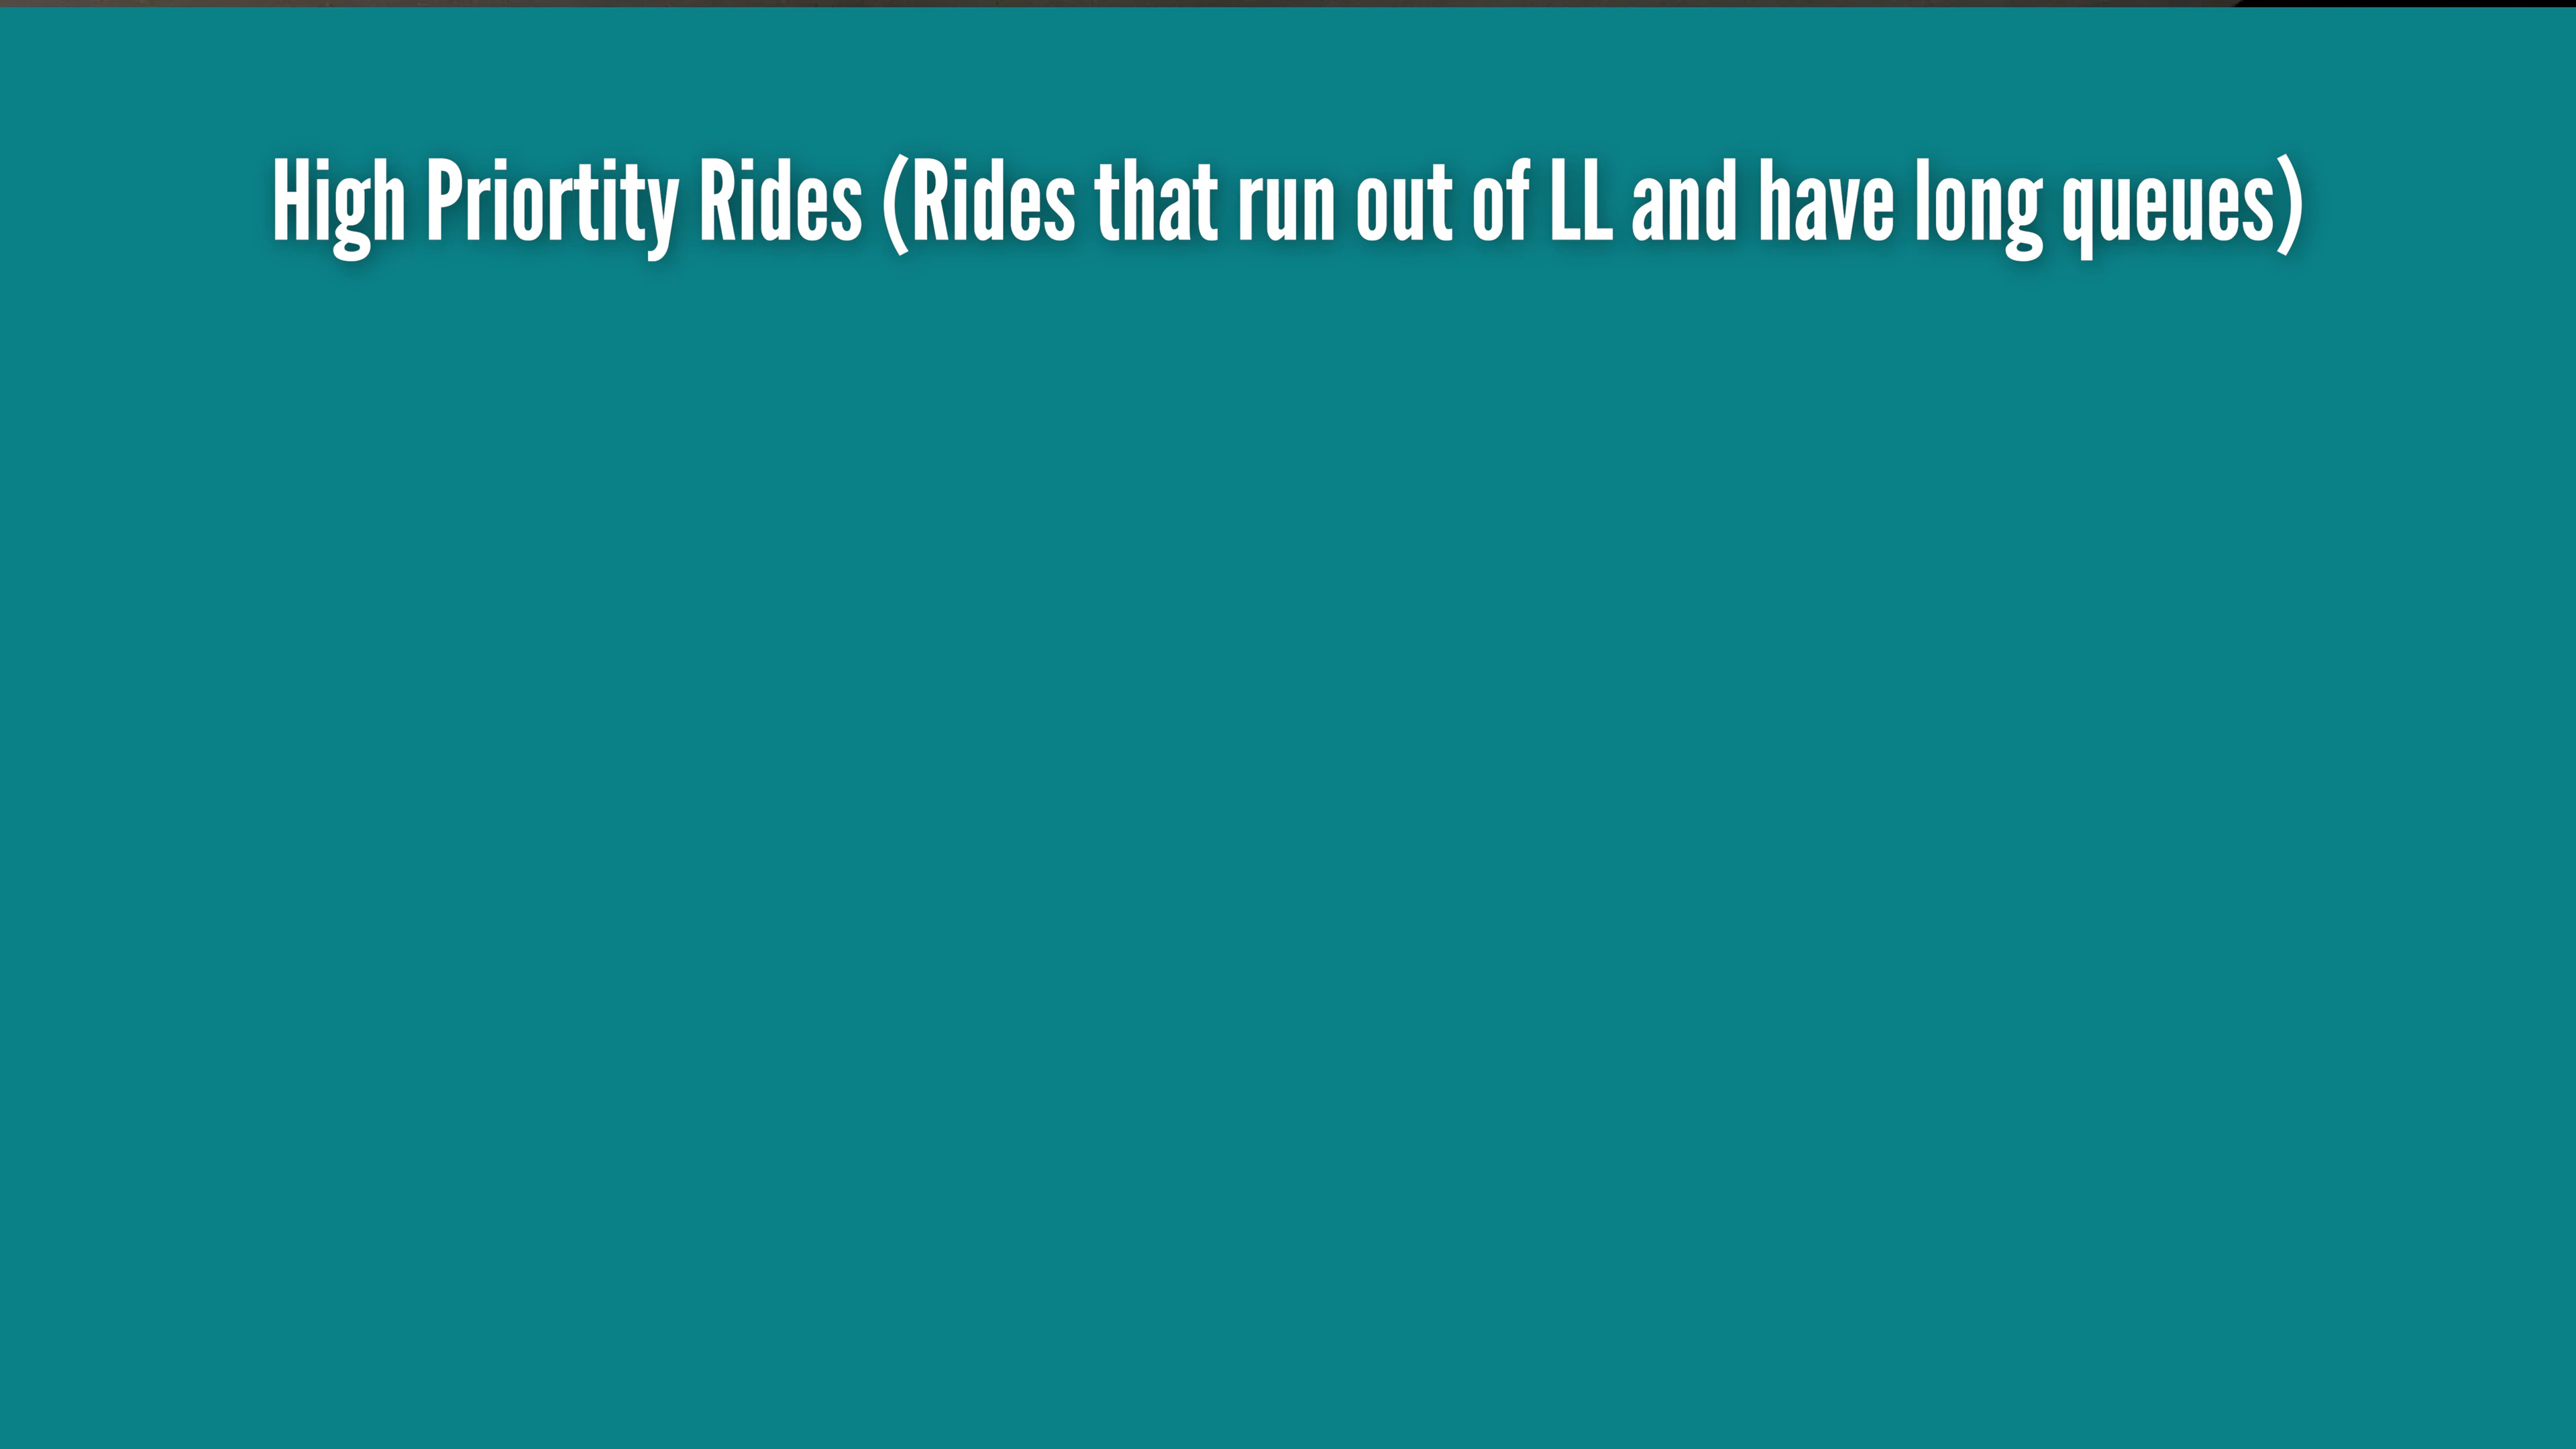 High Priortity Rides (Rides that run out of LL and have long queues)